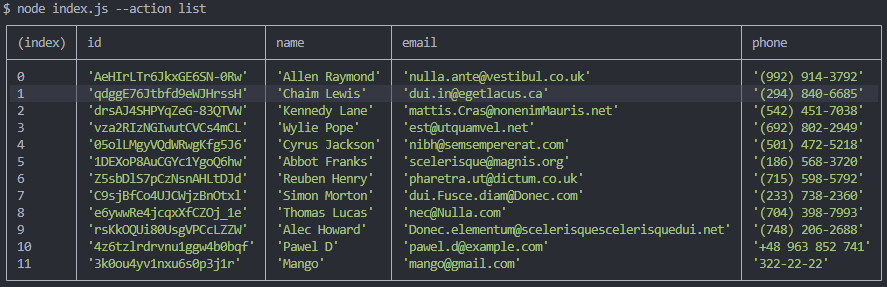 $ node index.js --action list
(index) id name email phone
0 'AeHIrLTr6JkxGE6SN-0Rw' 'Allen Raymond' 'nulla.ante@vestibul.co.uk' '(992) 914-3792'
1 'qdggE76Jtbfd9eWJHrssH' 'Chaim Lewis' 'dui.in@egetlacus.ca' '(294) 840-6685'
2 'drsAJ4SHPYqZeG-83QTVW' 'Kennedy Lane' 'mattis.Cras@nonenimMauris.net' '(542) 451-7038'
3 'vza2RIzNGIwutCVCs4mCL' 'Wylie Pope' 'est@utquamvel.net' '(692) 802-2949'
4 '05olLMgyVQdWRwgKfg5J6' 'Cyrus Jackson' 'nibh@semsempererat.com' '(501) 472-5218'
5 '1DEXoP8AuCGYc1YgoQ6hw' 'Abbot Franks' 'scelerisque@magnis.org' '(186) 568-3720'
6 'Z5sbDlS7pCzNsnAHLtDJd' 'Reuben Henry' 'pharetra.ut@dictum.co.uk' '(715) 598-5792'
7 'C9sjBfCo4UJCWjzBnOtxl' 'Simon Morton' 'dui.Fusce.diam@Donec.com' '(233) 738-2360'
8 'e6ywwRe4jcqxXfCZOj_1e' 'Thomas Lucas' 'nec@Nulla.com' '(704) 398-7993'
9 'rsKkOQUi80UsgVPCcLZZW' 'Alec Howard' 'Donec.elementum@scelerisquescelerisquedui.net' '(748) 206-2688'
10 '4z6tzlrdrvnu1ggw4b0bqf' 'Pawel D' 'pawel.d@example.com' '+48 963 852 741'
11 '3k0ou4yv1nxu6s0p3j1r' 'Mango' 'mango@gmail.com' '322-22-22'